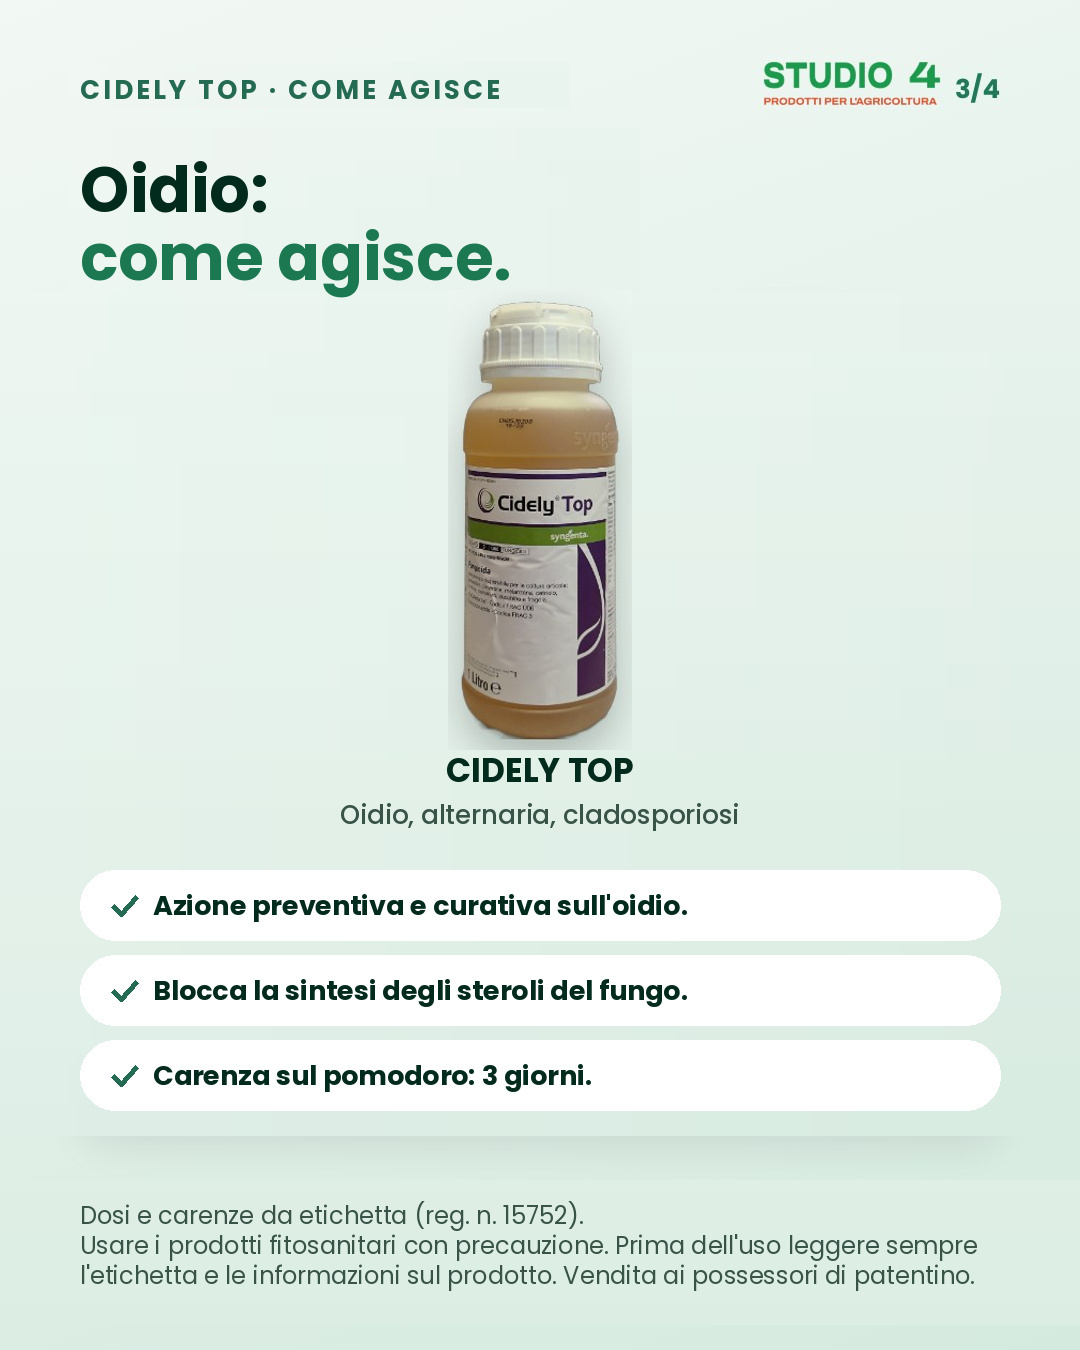 CIDELY TOP · COME AGISCE
STUDIO 4
PRODOTTI PER L'AGRICOLTURA
3/4
Oidio:
come agisce.
Cidely® Top
syngenta.
1 Litro e
CIDELY TOP
Oidio, alternaria, cladosporiosi
Azione preventiva e curativa sull'oidio.
Blocca la sintesi degli steroli del fungo.
Carenza sul pomodoro: 3 giorni.
Dosi e carenze da etichetta (reg. n. 15752).
Usare i prodotti fitosanitari con precauzione. Prima dell'uso leggere sempre
l'etichetta e le informazioni sul prodotto. Vendita ai possessori di patentino.